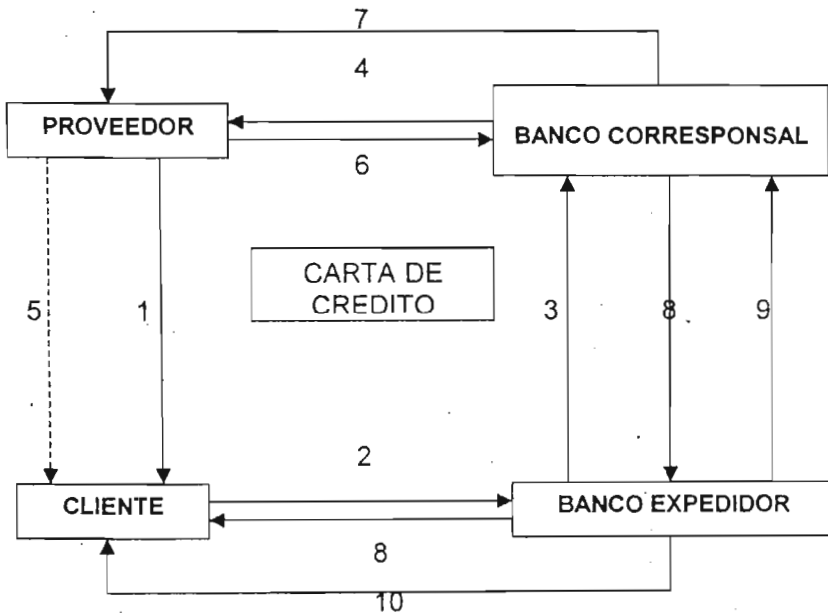 7
4
PROVEEDOR
BANCO CORRESPONSAL
6
CARTA DE
CREDITO
5
1
3
8
9
2
CLIENTE
BANCO EXPEDIDOR
8
10